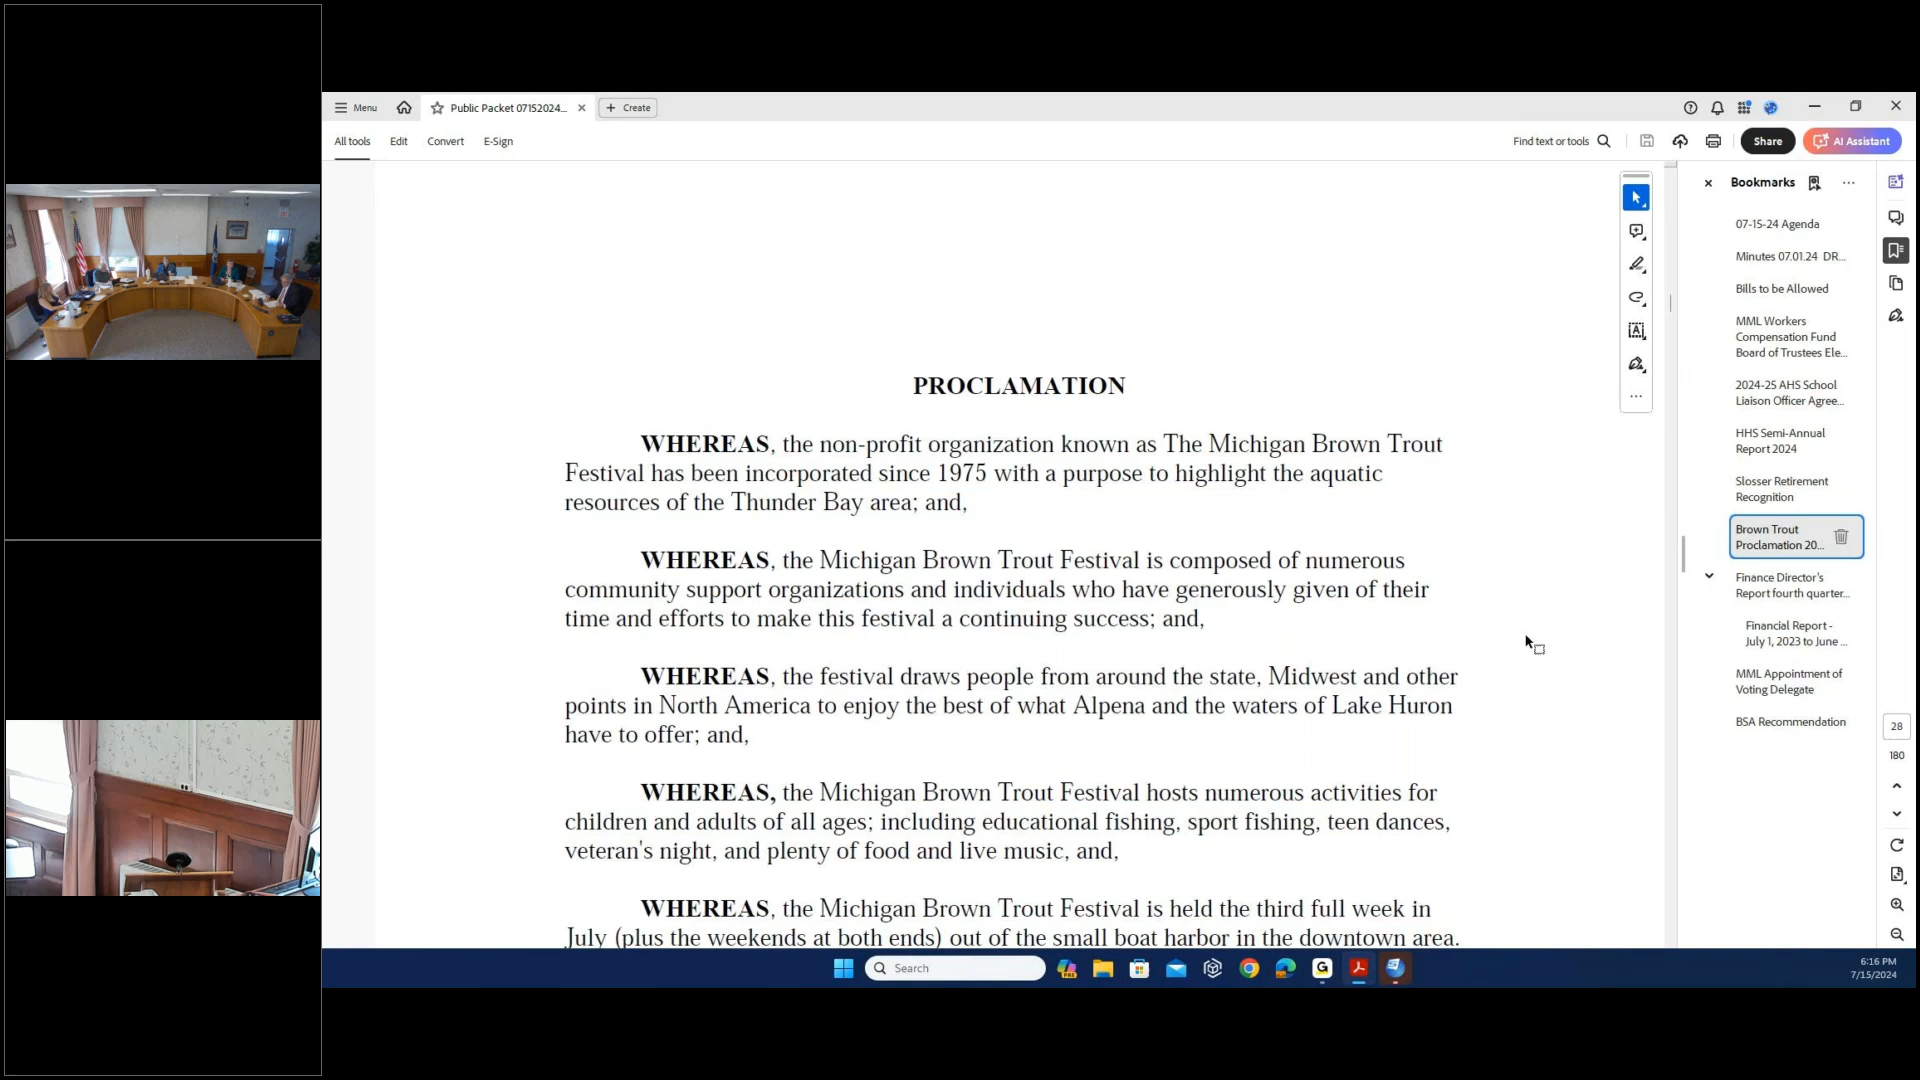 Menu
Public Packet 07152024...
Create
All tools
Edit
Convert
E-Sign
Find text or tools
Share
AI Assistant
PROCLAMATION
WHEREAS, the non-profit organization known as The Michigan Brown Trout
Festival has been incorporated since 1975 with a purpose to highlight the aquatic
resources of the Thunder Bay area; and,
WHEREAS, the Michigan Brown Trout Festival is composed of numerous
community support organizations and individuals who have generously given of their
time and efforts to make this festival a continuing success; and,
WHEREAS, the festival draws people from around the state, Midwest and other
points in North America to enjoy the best of what Alpena and the waters of Lake Huron
have to offer; and,
WHEREAS, the Michigan Brown Trout Festival hosts numerous activities for
children and adults of all ages; including educational fishing, sport fishing, teen dances,
veteran's night, and plenty of food and live music, and,
WHEREAS, the Michigan Brown Trout Festival is held the third full week in
July (plus the weekends at both ends) out of the small boat harbor in the downtown area.
Bookmarks
07-15-24 Agenda
Minutes 07.01.24 DR...
Bills to be Allowed
MML Workers
Compensation Fund
Board of Trustees Ele...
2024-25 AHS School
Liaison Officer Agree...
HHS Semi-Annual
Report 2024
Slosser Retirement
Recognition
Brown Trout
Proclamation 20...
Finance Director's
Report fourth quarter...
Financial Report -
July 1, 2023 to June ...
MML Appointment of
Voting Delegate
BSA Recommendation
28
180
Search
6:16 PM
7/15/2024